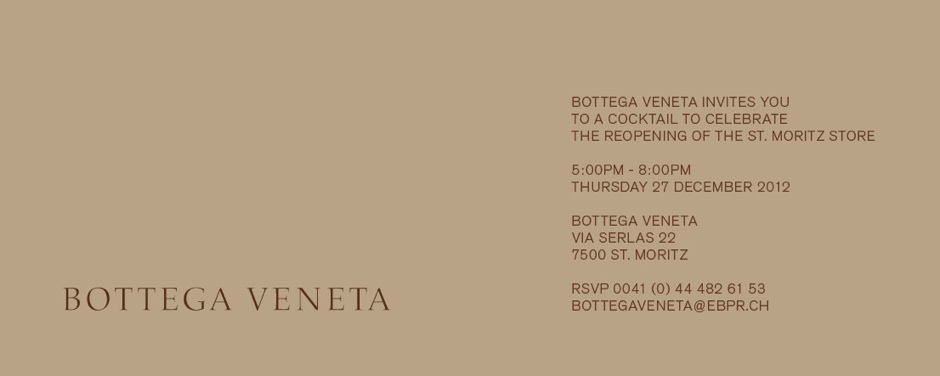 BOTTEGA VENETA
BOTTEGA VENETA INVITES YOU
TO A COCKTAIL TO CELEBRATE
THE REOPENING OF THE ST. MORITZ STORE
5:00PM - 8:00PM
THURSDAY 27 DECEMBER 2012
BOTTEGA VENETA
VIA SERLAS 22
7500 ST. MORITZ
RSVP 0041 (0) 44 482 61 53
BOTTEGAVENETA@EBPR.CH